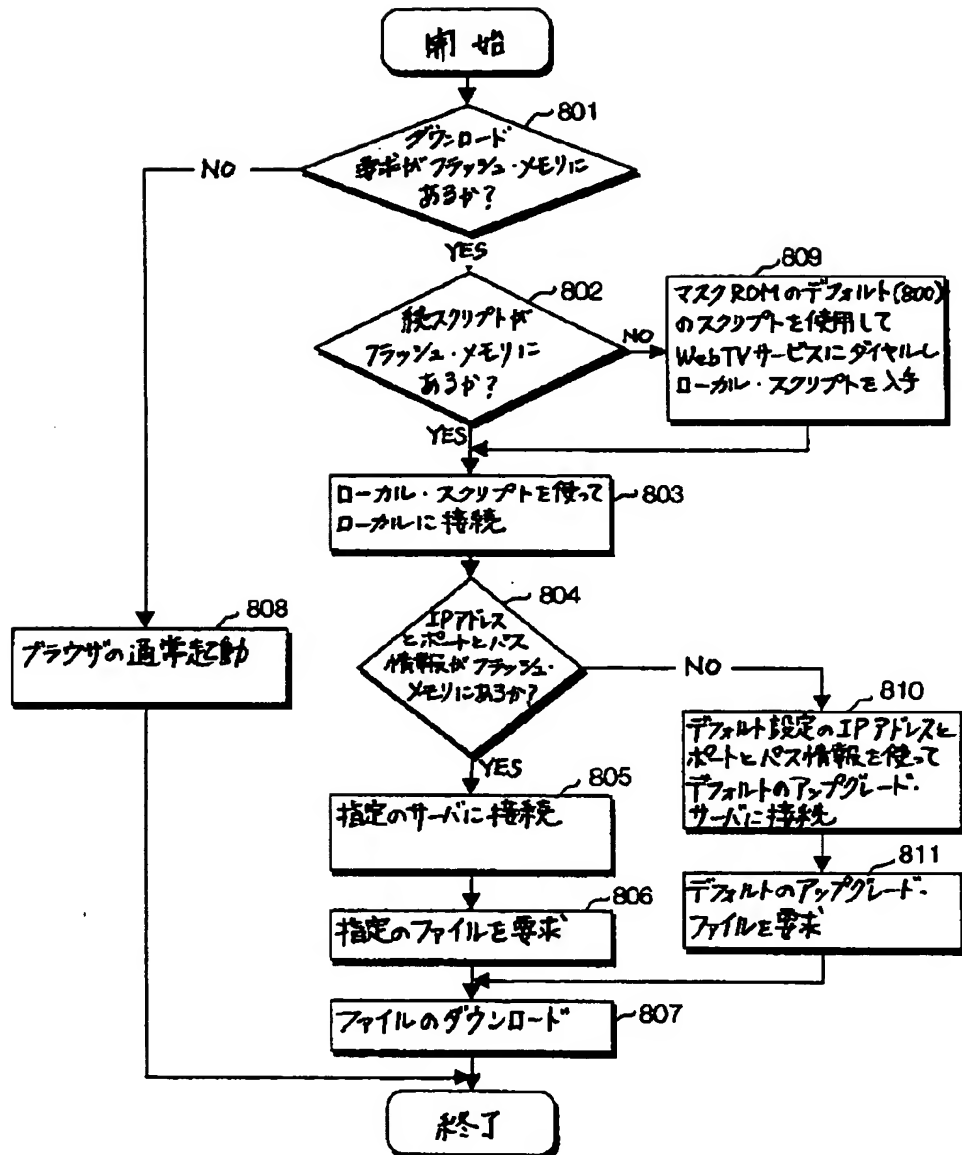 開始
801
ダウンロード
要求がフラッシュ・メモリに
あるか?
NO
YES
802
続スクリプトが
フラッシュ・メモリに
あるか?
NO
YES
809
マスクROMのデフォルト(800)
のスクリプトを使用して
WebTVサービスにダイヤルし
ローカル・スクリプトを入手
ローカル・スクリプトを使って
ローカルに接続
803
804
IPアドレス
とポートとパス
情報がフラッシュ・
メモリにあるか?
NO
YES
808
ブラウザの通常起動
810
デフォルト設定のIPアドレスと
ポートとパス情報を使って
デフォルトのアップグレード・
サーバに接続
805
指定のサーバに接続
811
デフォルトのアップグレード・
ファイルを要求
806
指定のファイルを要求
ファイルのダウンロード
807
終了